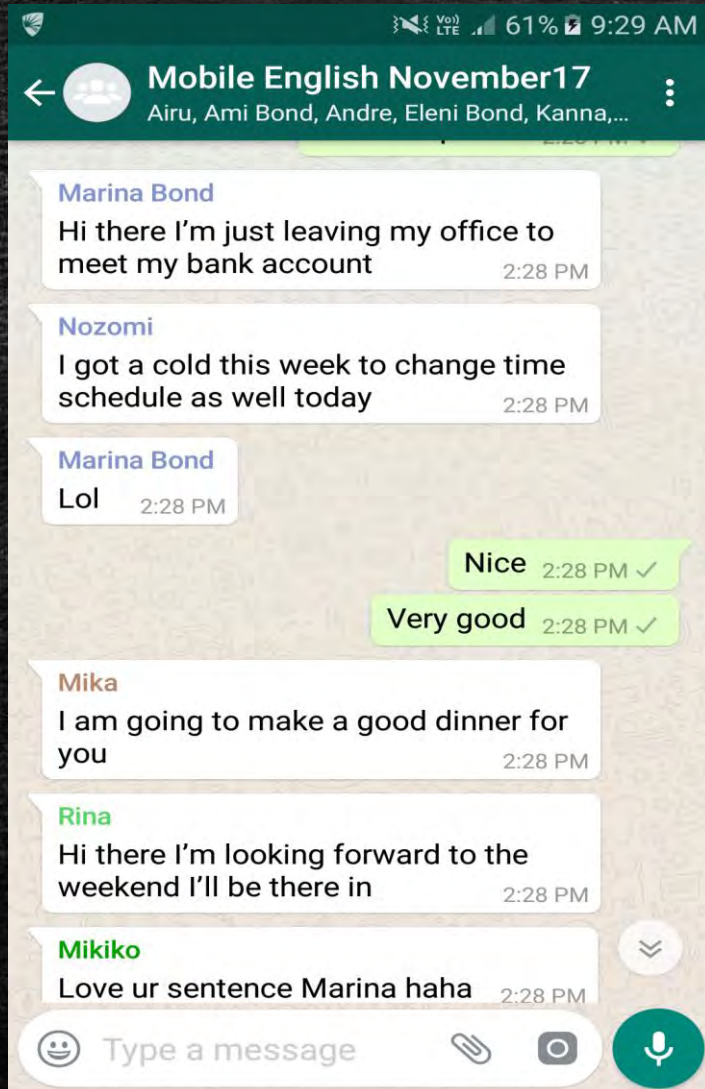 61% 9:29 AM
Mobile English November17
Airu, Ami Bond, Andre, Eleni Bond, Kanna,...
Marina Bond
Hi there I'm just leaving my office to
meet my bank account 2:28 PM
Nozomi
I got a cold this week to change time
schedule as well today 2:28 PM
Marina Bond
Lol 2:28 PM
Nice 2:28 PM
Very good 2:28 PM
Mika
I am going to make a good dinner for
you 2:28 PM
Rina
Hi there I'm looking forward to the
weekend I'll be there in 2:28 PM
Mikiko
Love ur sentence Marina haha 2:28 PM
Type a message